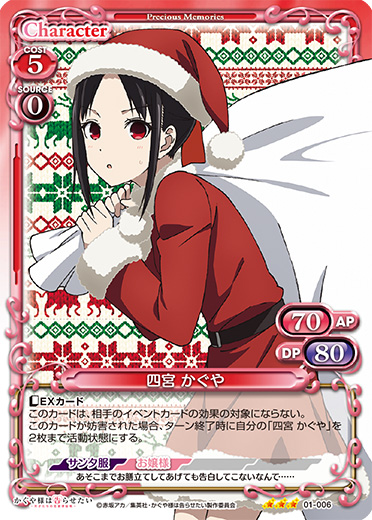 Precious Memories
Character
COST
5
SOURCE
0
70 AP
DP 80
四宮 かぐや
EXカード
このカードは、相手のイベントカードの効果の対象にならない。
このカードが妨害された場合、ターン終了時に自分の「四宮 かぐや」を
2枚まで活動状態にする。
サンタ服 お嬢様
あそこまでお膳立てしてあげても告白してこないなんて……
かぐや様は告らせたい
©赤坂アカ/集英社・かぐや様は告らせたい製作委員会
01-006